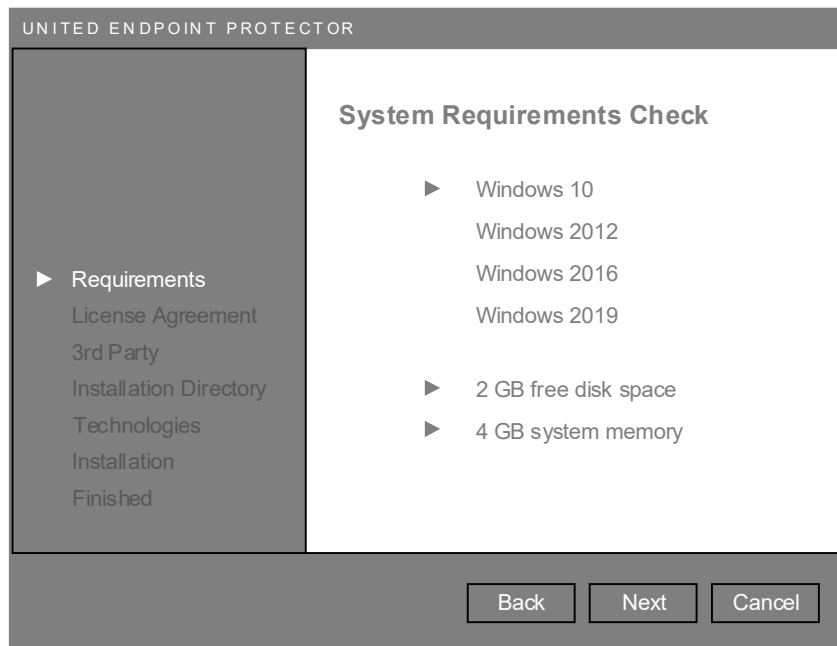 UNITED ENDPOINT PROTECTOR
System Requirements Check
Windows 10
Windows 2012
Windows 2016
Windows 2019
2 GB free disk space
4 GB system memory
Requirements
License Agreement
3rd Party
Installation Directory
Technologies
Installation
Finished
Back
Next
Cancel